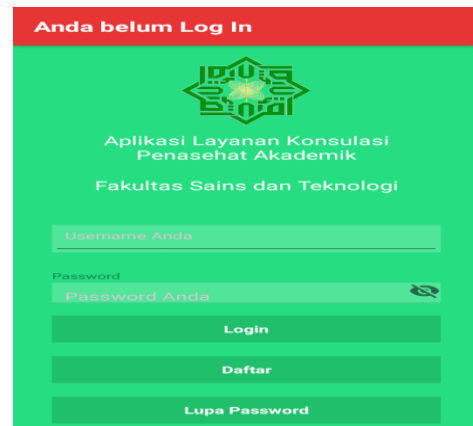 Anda belum Log In
Aplikasi Layanan Konsulasi
Penasehat Akademik
Fakultas Sains dan Teknologi
Username Anda
Password
Password Anda
Login
Daftar
Lupa Password